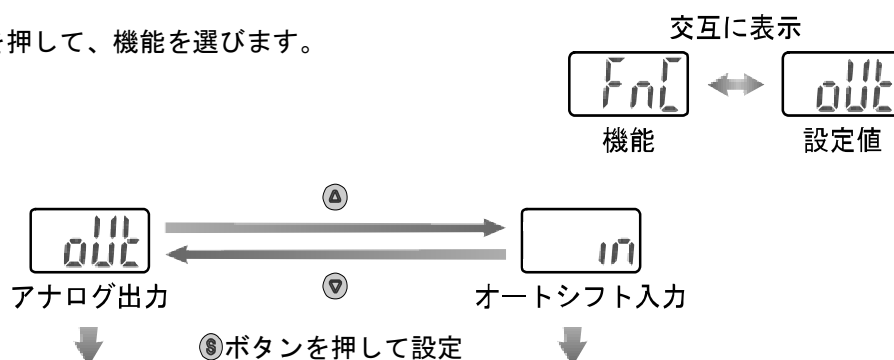 交互に表示
を押して、機能を選びます。
FnC
oUt
機能
設定値
oUt
in
アナログ出力
オートシフト入力
Ⓢボタンを押して設定